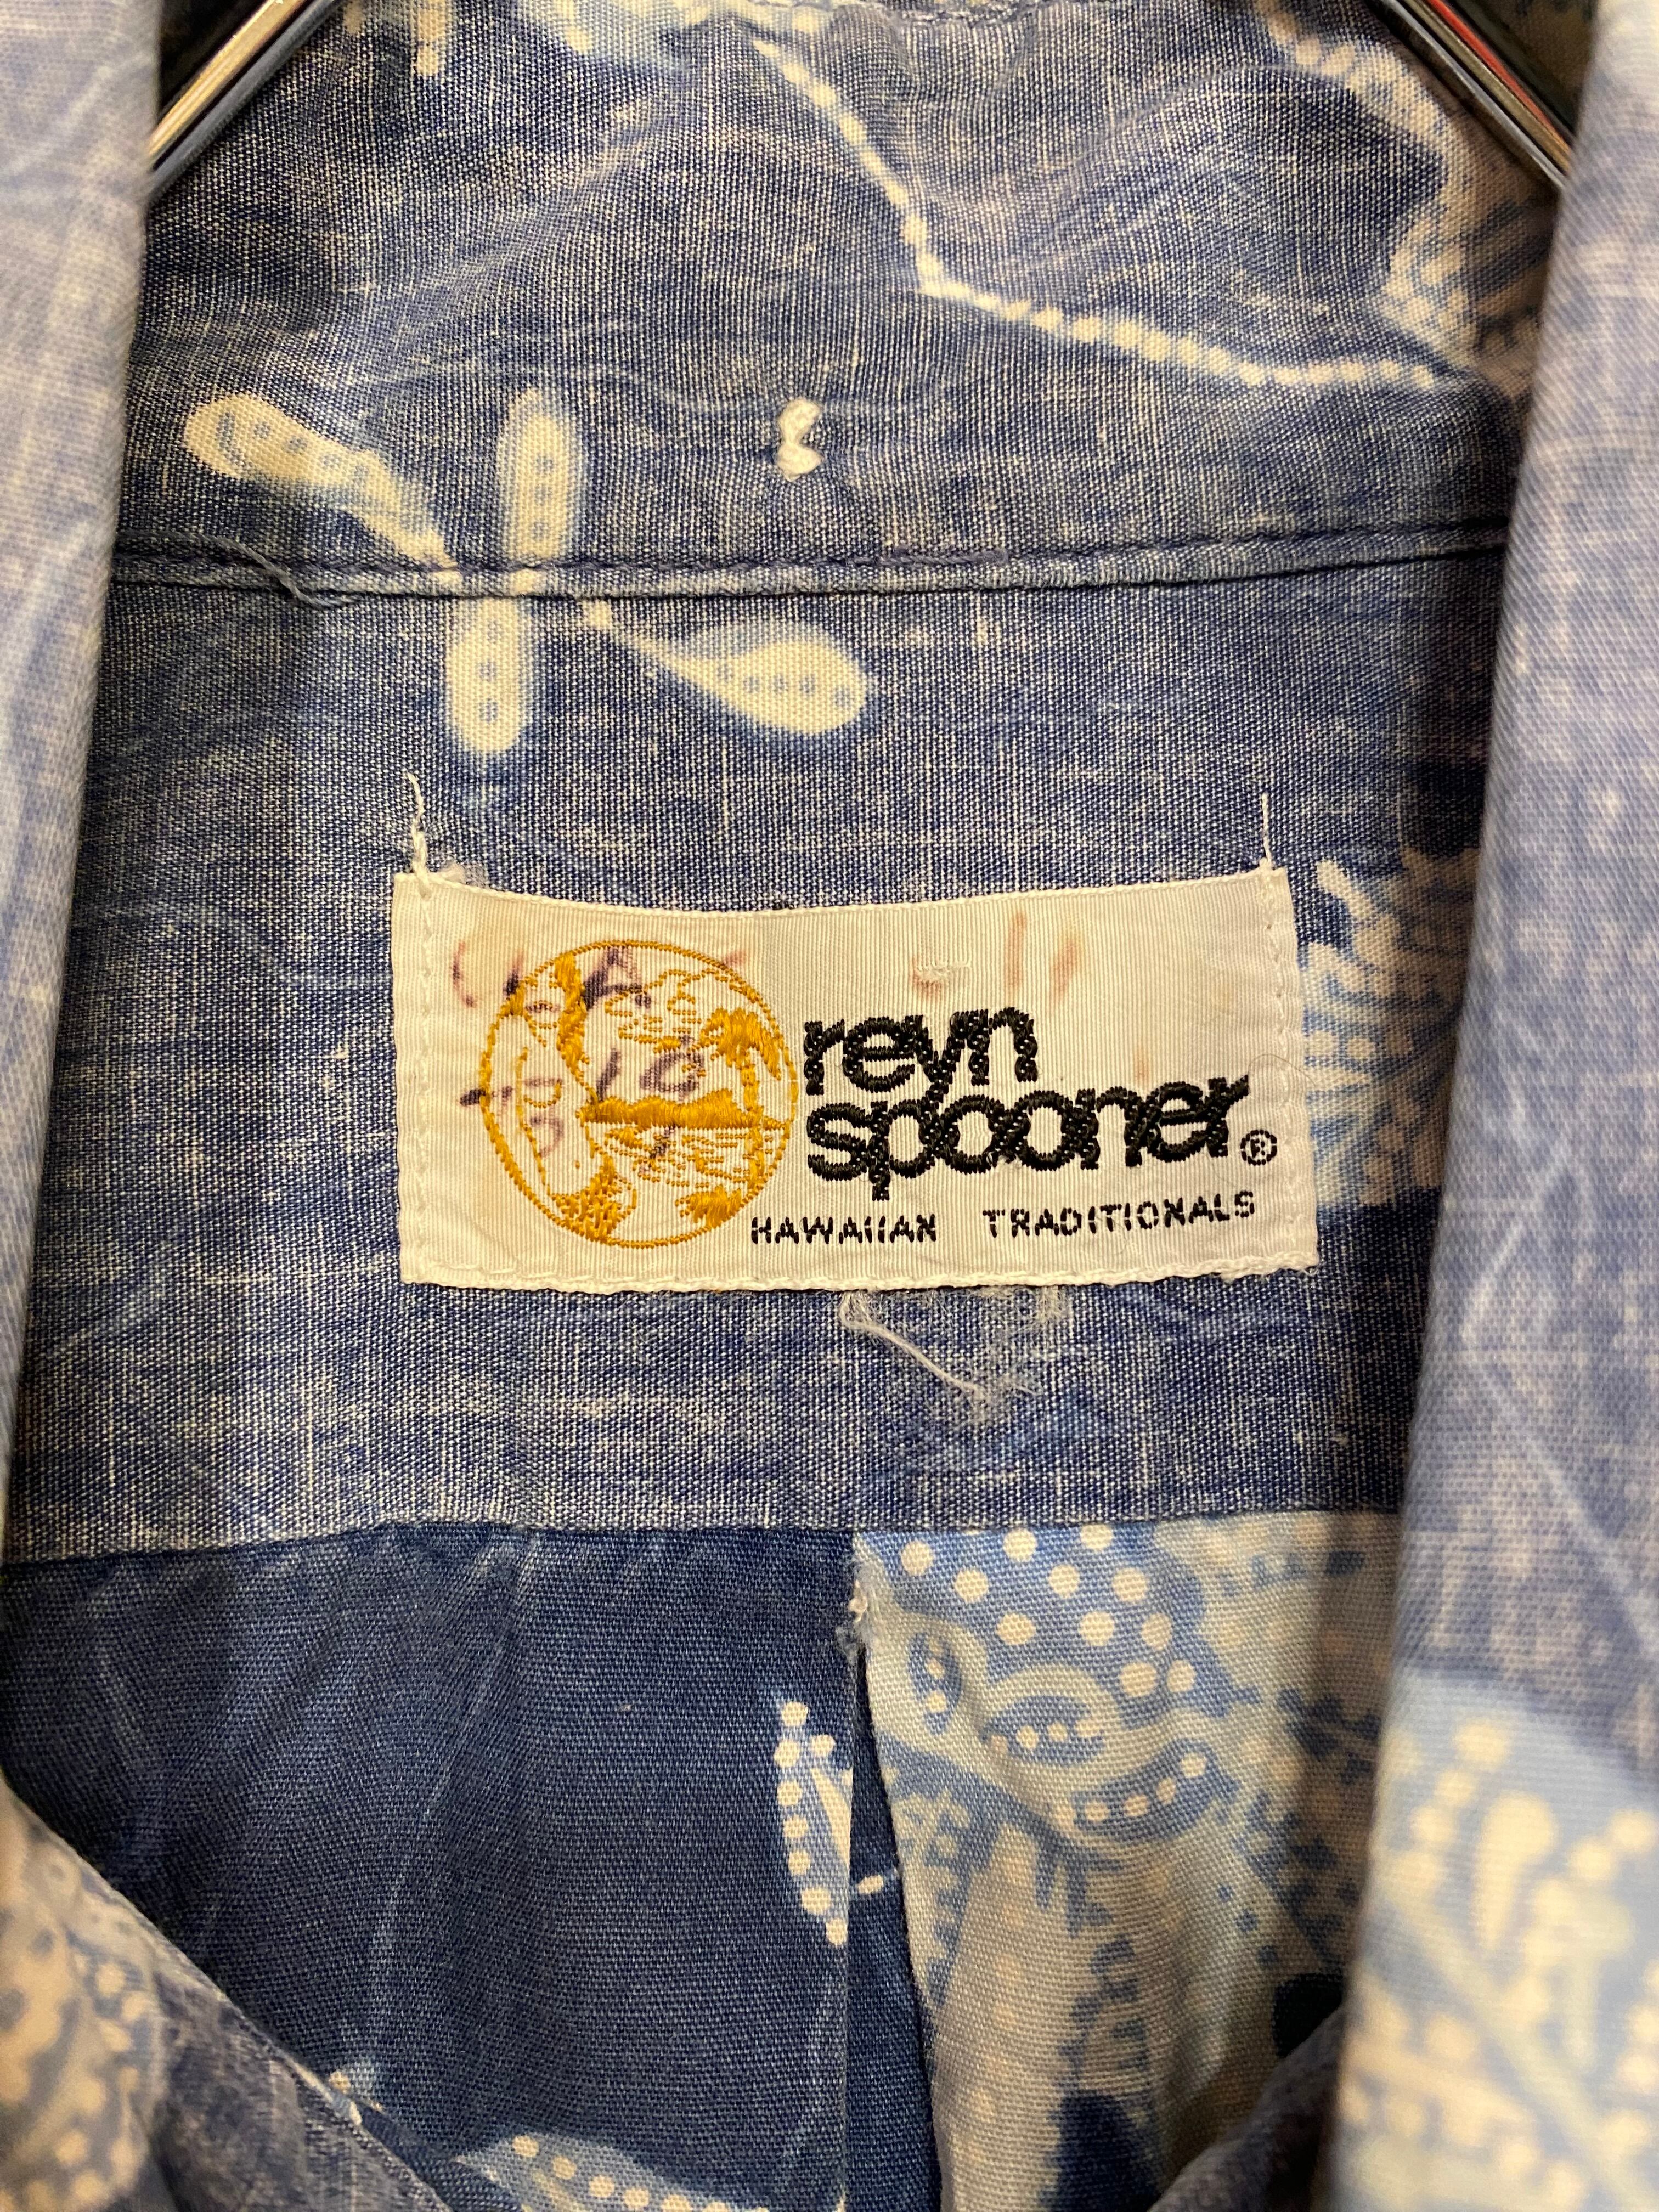 reyn
spooner®
HAWAIIAN TRADITIONALS